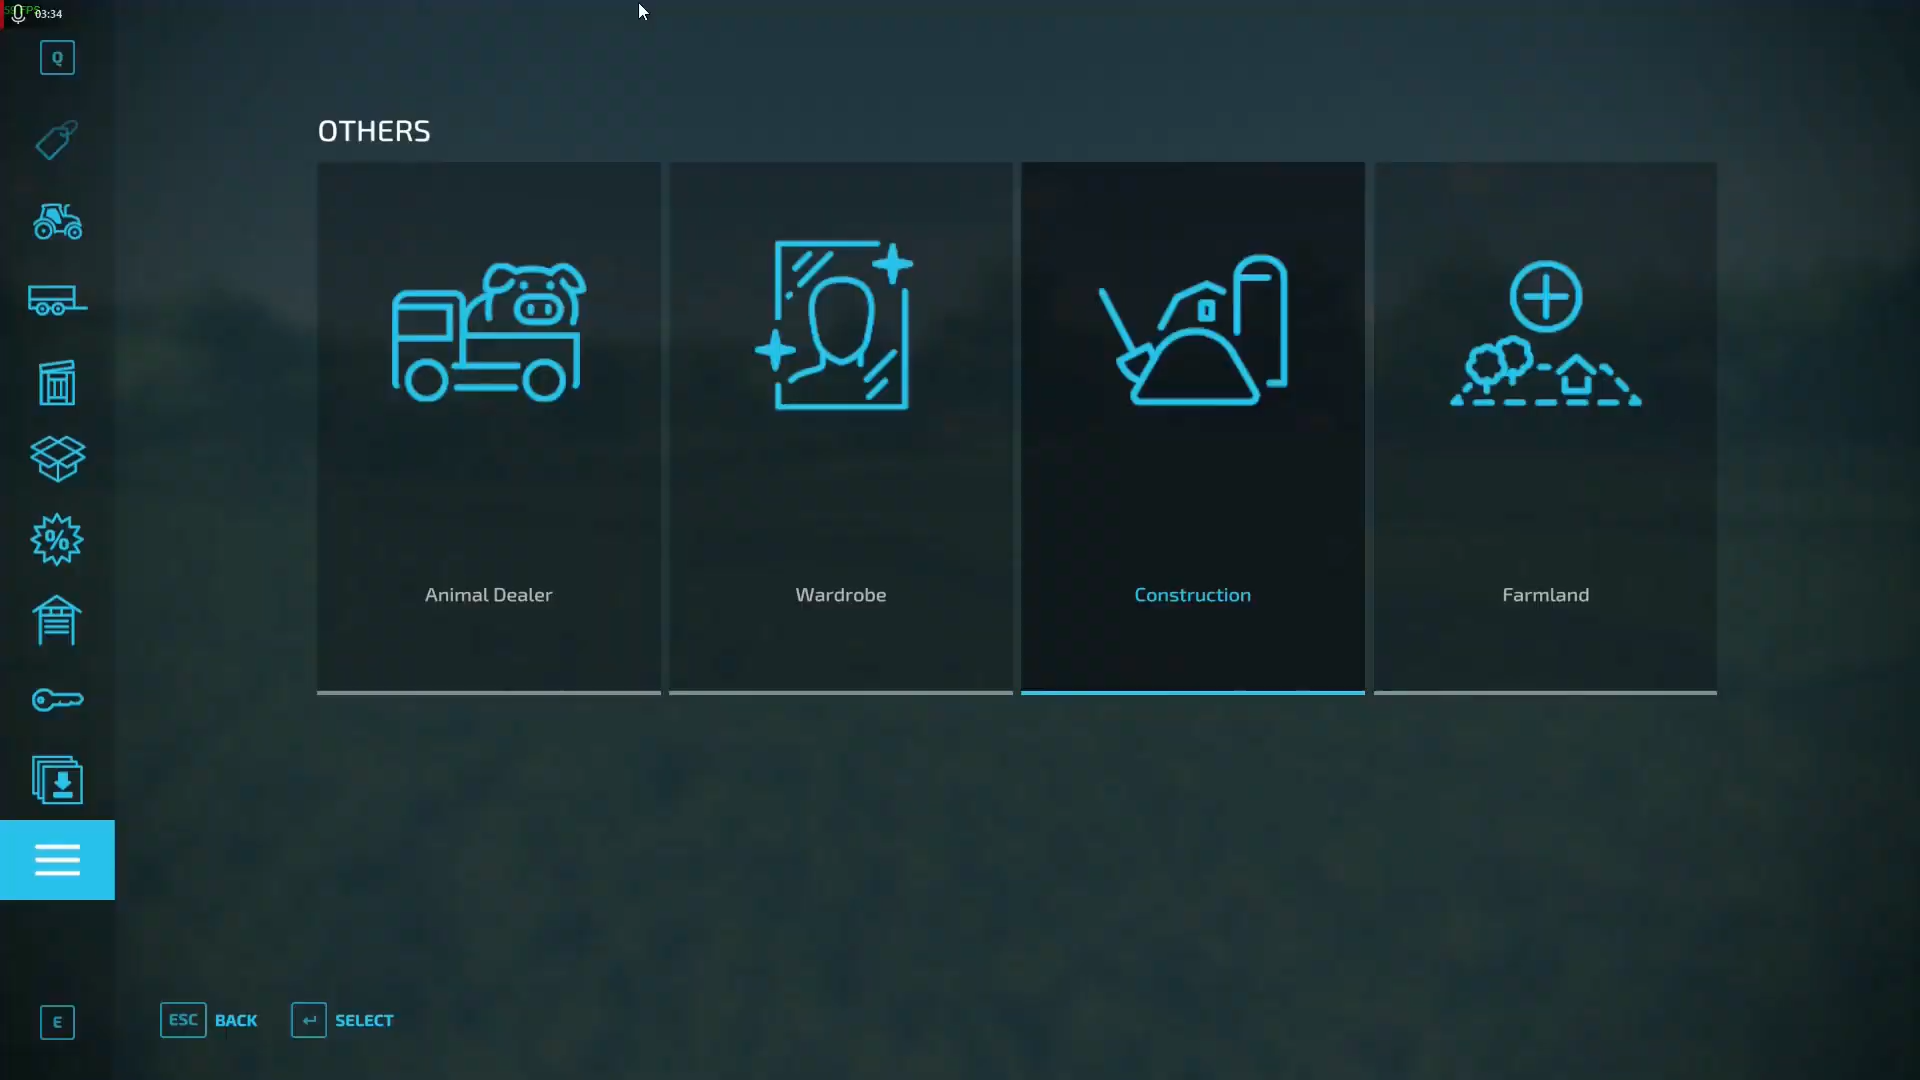 03:34
Q
OTHERS
%
Animal Dealer
Wardrobe
Construction
Farmland
E
ESC BACK
SELECT